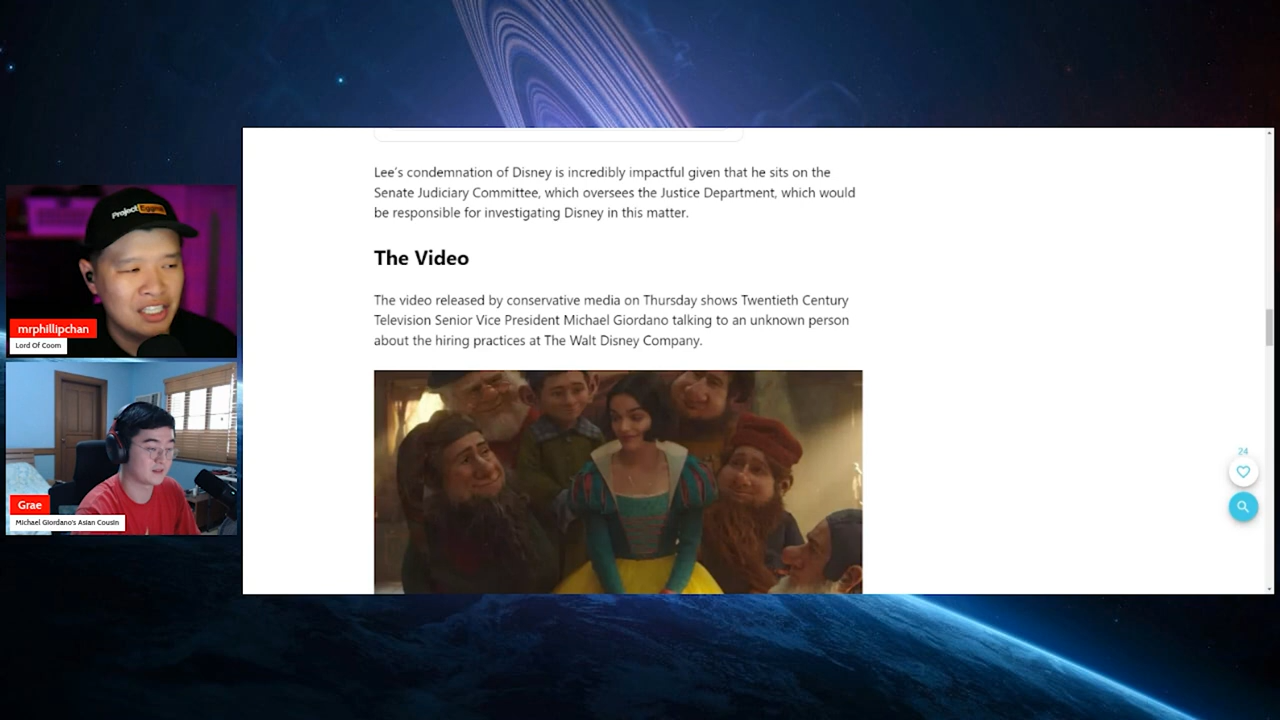 Lee's condemnation of Disney is incredibly impactful given that he sits on the
Senate Judiciary Committee, which oversees the Justice Department, which would
be responsible for investigating Disney in this matter.
The Video
The video released by conservative media on Thursday shows Twentieth Century
Television Senior Vice President Michael Giordano talking to an unknown person
about the hiring practices at The Walt Disney Company.
24
Project
mrphillipchan
Lord Of Coom
Grae
Michael Giordano's Asian Cousin